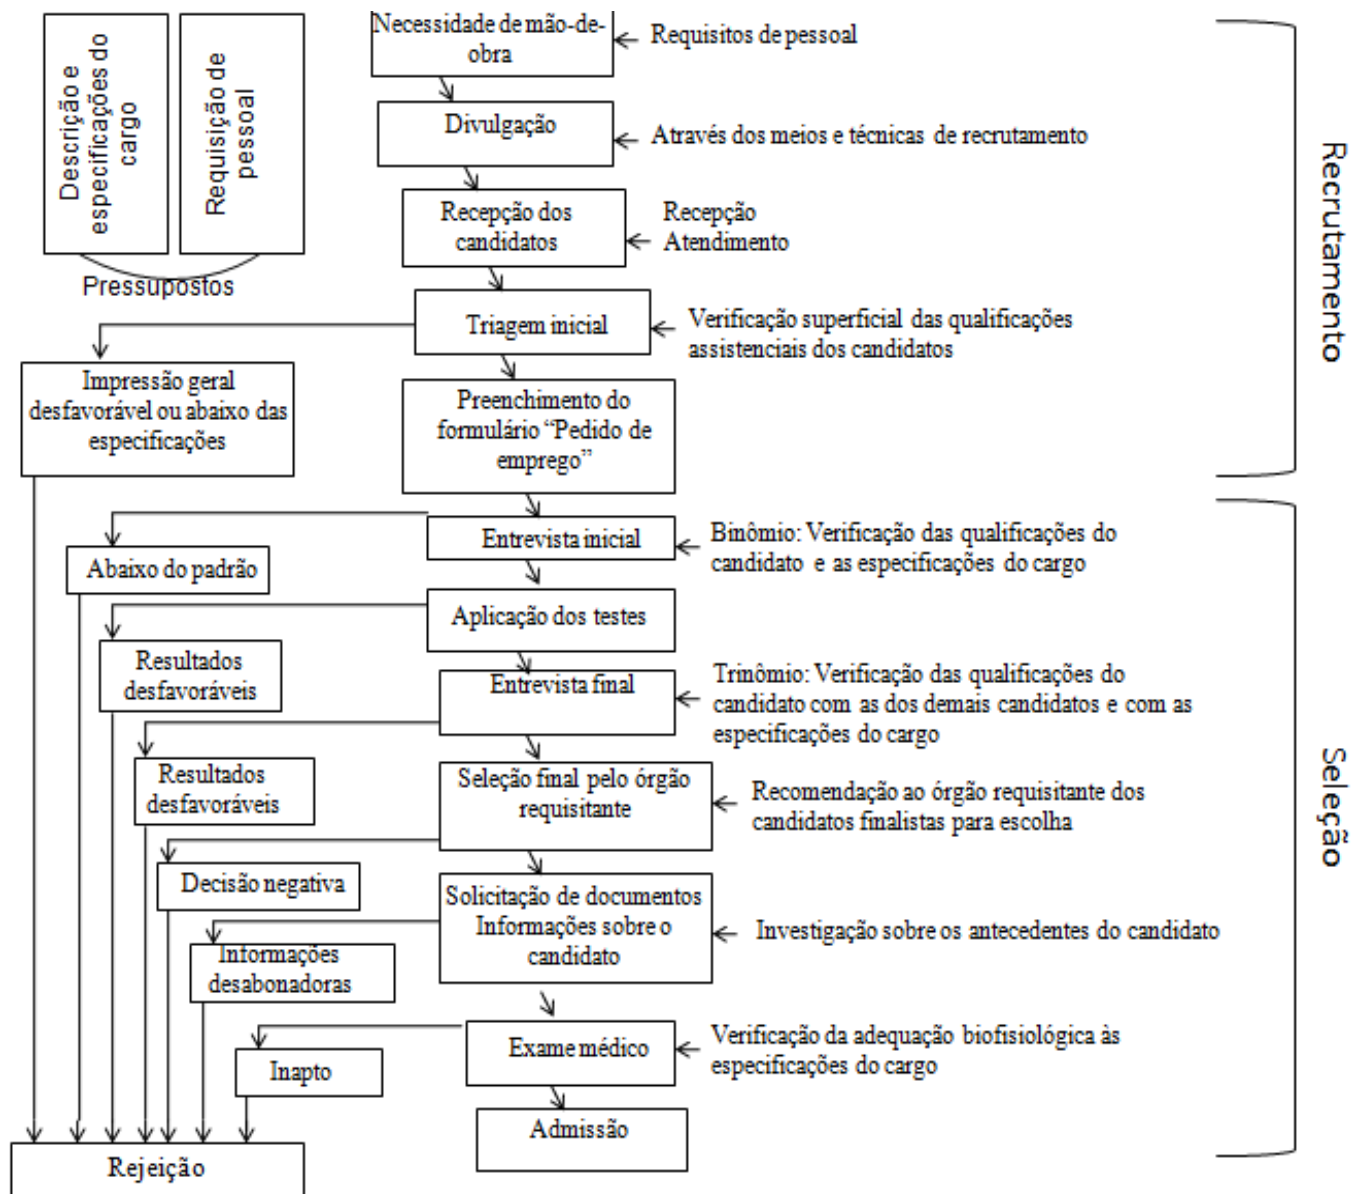 Descrição e
especificações do
cargo
Requisição de
pessoal
Pressupostos
Necessidade de mão-de-
obra
Requisitos de pessoal
Divulgação
Através dos meios e técnicas de recrutamento
Recepção dos
candidatos
Recepção
Atendimento
Triagem inicial
Verificação superficial das qualificações
assistenciais dos candidatos
Impressão geral
desfavorável ou abaixo das
especificações
Preenchimento do
formulário “Pedido de
emprego”
Recrutamento
Entrevista inicial
Binômio: Verificação das qualificações do
candidato e as especificações do cargo
Abaixo do padrão
Aplicação dos testes
Resultados
desfavoráveis
Entrevista final
Trinômio: Verificação das qualificações do
candidato com as dos demais candidatos e com as
especificações do cargo
Resultados
desfavoráveis
Seleção final pelo órgão
requisitante
Recomendação ao órgão requisitante dos
candidatos finalistas para escolha
Decisão negativa
Solicitação de documentos
Informações sobre o
candidato
Investigação sobre os antecedentes do candidato
Informações
desabonadoras
Exame médico
Verificação da adequação biofisiológica às
especificações do cargo
Inapto
Admissão
Rejeição
Seleção